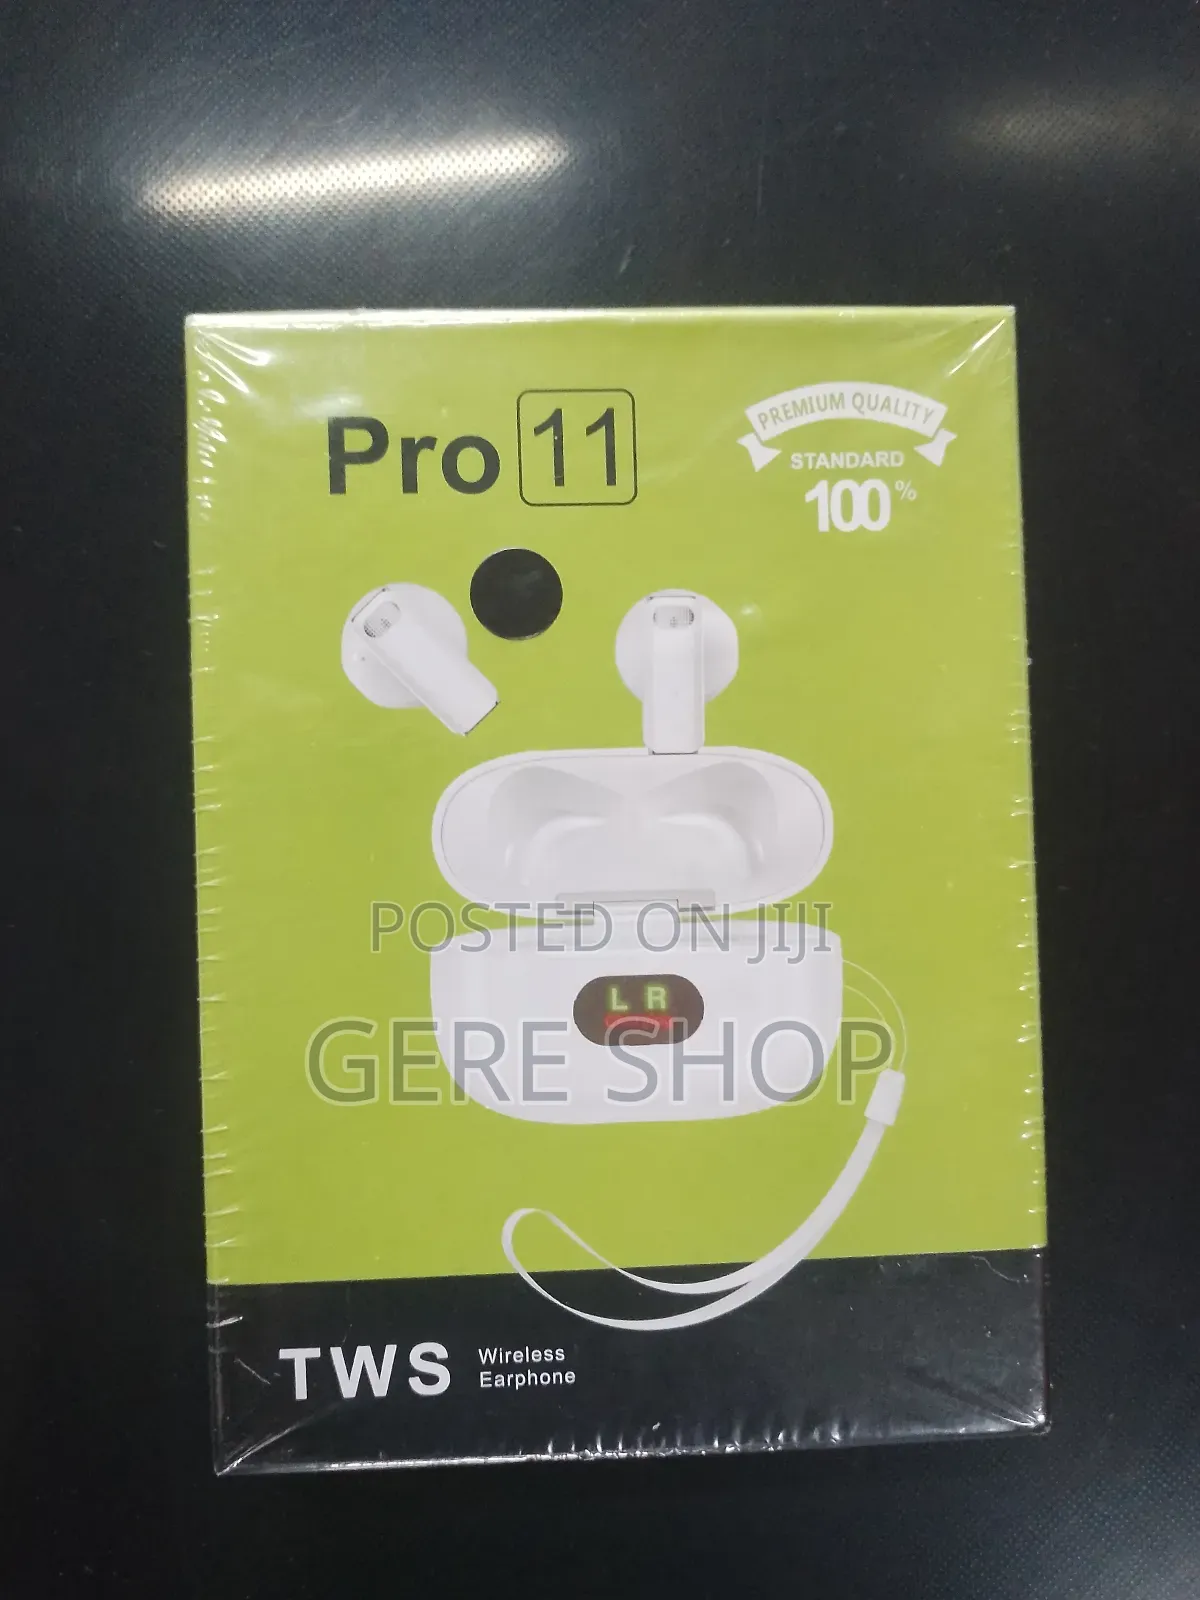 Pro 11
PREMIUM QUALITY
STANDARD
100%
POSTED ON JIJI
L R
GERE SHOP
TWS
Wireless
Earphone